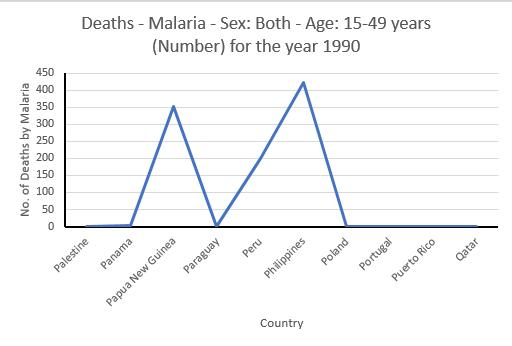 Deaths - Malaria - Sex: Both - Age: 15-49 years
(Number) for the year 1990
No. of Deaths by Malaria
450
400
350
300
250
200
150
100
50
0
Palestine
Panama
Papua New Guinea
Paraguay
Peru
Philippines
Poland
Portugal
Puerto Rico
Qatar
Country